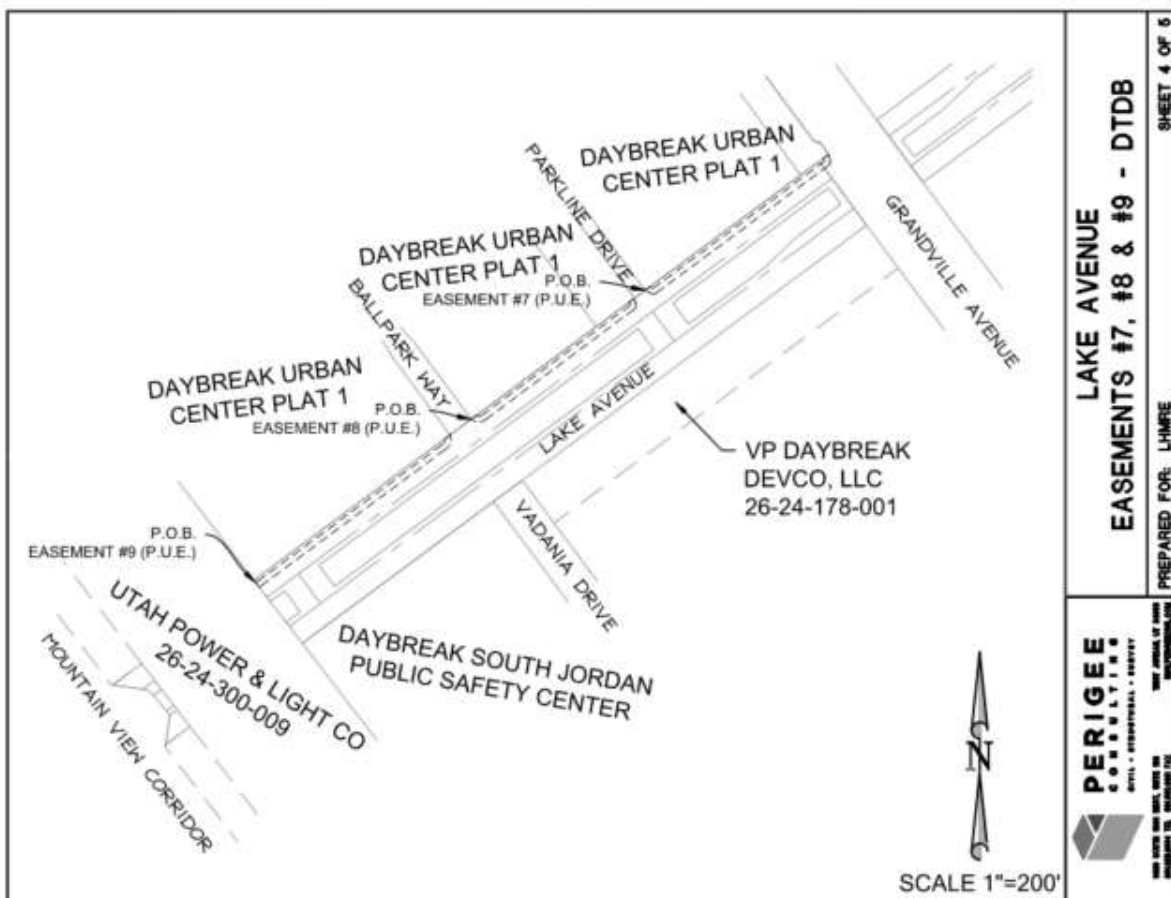 DAYBREAK URBAN
CENTER PLAT 1
PARKLINE DRIVE
DAYBREAK URBAN
CENTER PLAT 1
P.O.B.
EASEMENT #7 (P.U.E.)
GRANDVILLE AVENUE
BALLPARK WAY
DAYBREAK URBAN
CENTER PLAT 1
P.O.B.
EASEMENT #8 (P.U.E.)
LAKE AVENUE
VP DAYBREAK
DEVCO, LLC
26-24-178-001
VADANIA DRIVE
P.O.B.
EASEMENT #9 (P.U.E.)
UTAH POWER & LIGHT CO
26-24-300-009
MOUNTAIN VIEW CORRIDOR
DAYBREAK SOUTH JORDAN
PUBLIC SAFETY CENTER
N
SCALE 1"=200'
LAKE AVENUE
EASEMENTS #7, #8 & #9 - DTDB
PREPARED FOR: LHMRE
SHEET 4 OF 5
PERIGEE
CONSULTING
CIVIL • STRUCTURAL • SURVEY